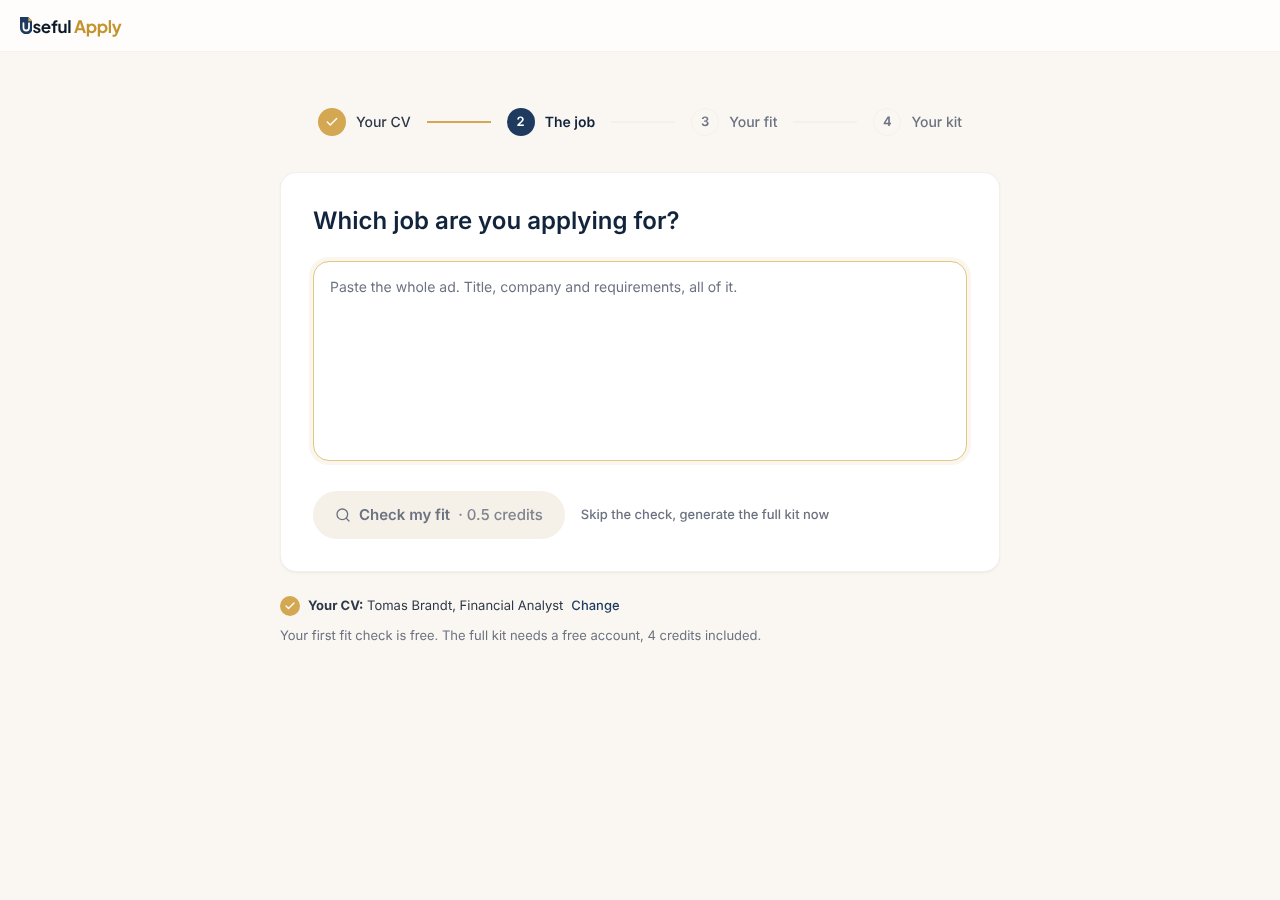 Useful Apply
Your CV
2 The job
3 Your fit
4 Your kit
Which job are you applying for?
Paste the whole ad. Title, company and requirements, all of it.
Check my fit · 0.5 credits
Skip the check, generate the full kit now
Your CV: Tomas Brandt, Financial Analyst Change
Your first fit check is free. The full kit needs a free account, 4 credits included.